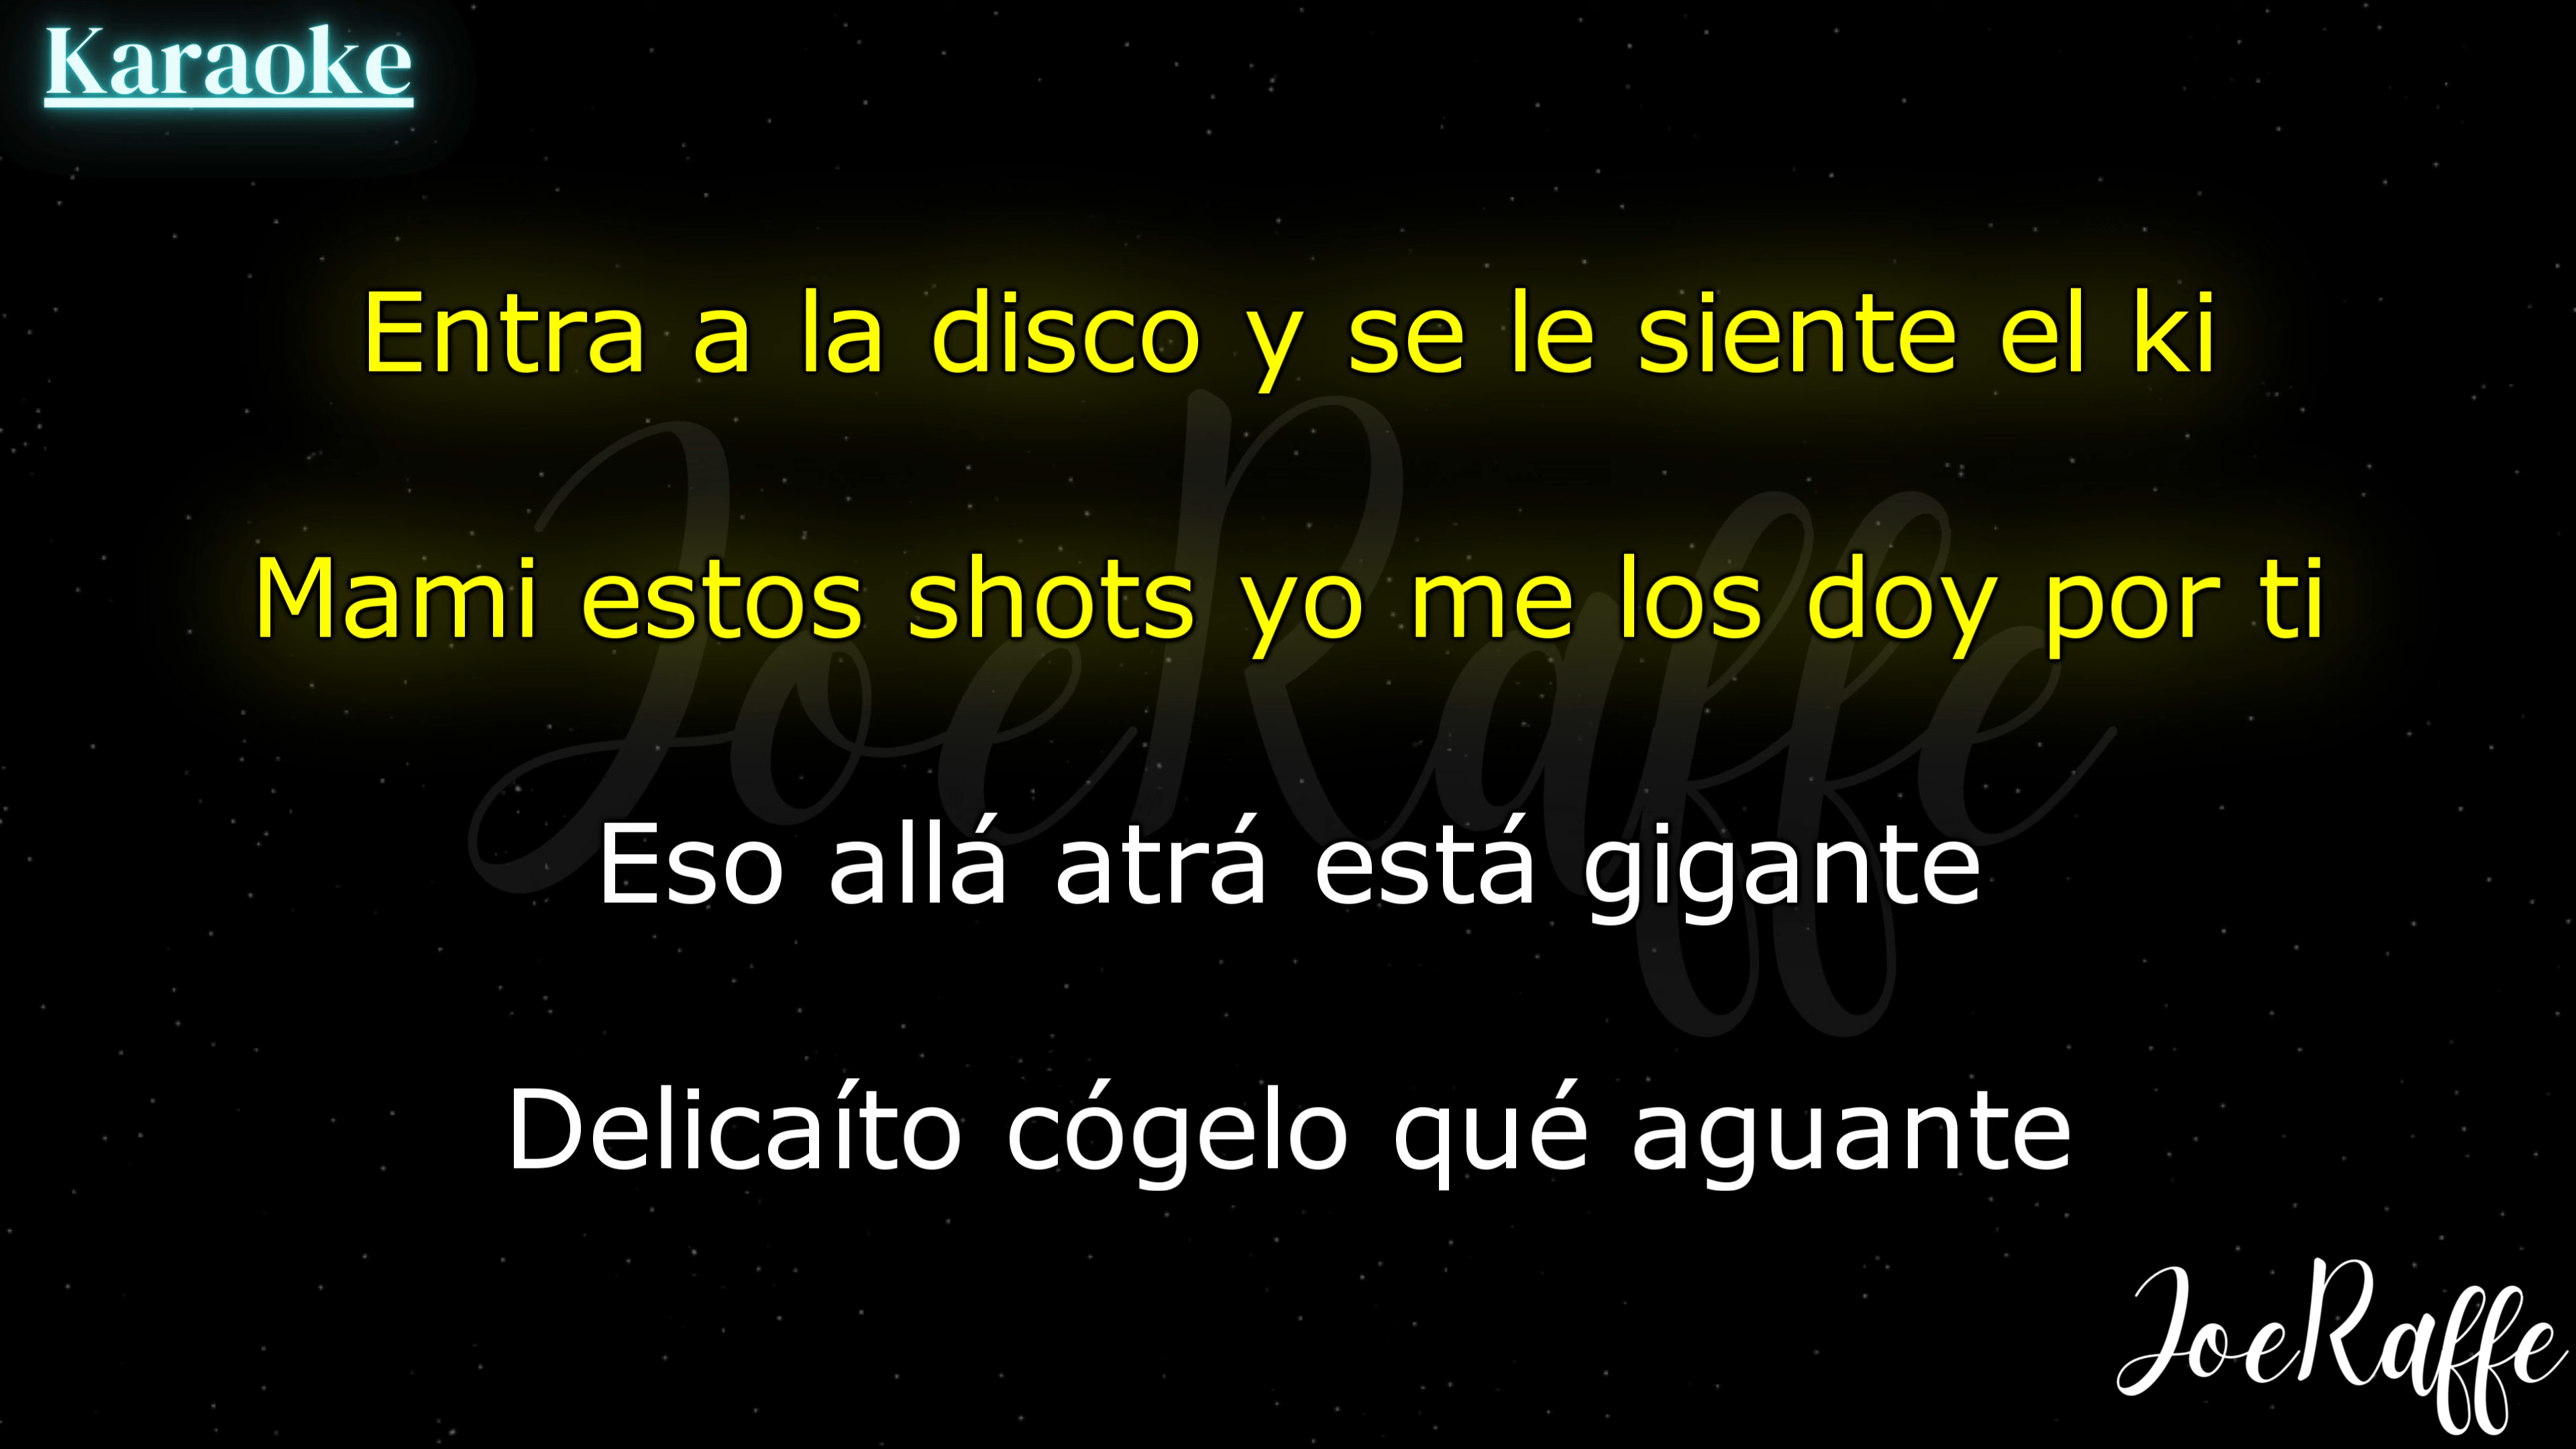 Karaoke
Entra a la disco y se le siente el ki
Mami estos shots yo me los doy por ti
Eso allá atrá está gigante
Delicaíto cógelo qué aguante
JoeRaffe
JoeRaffe